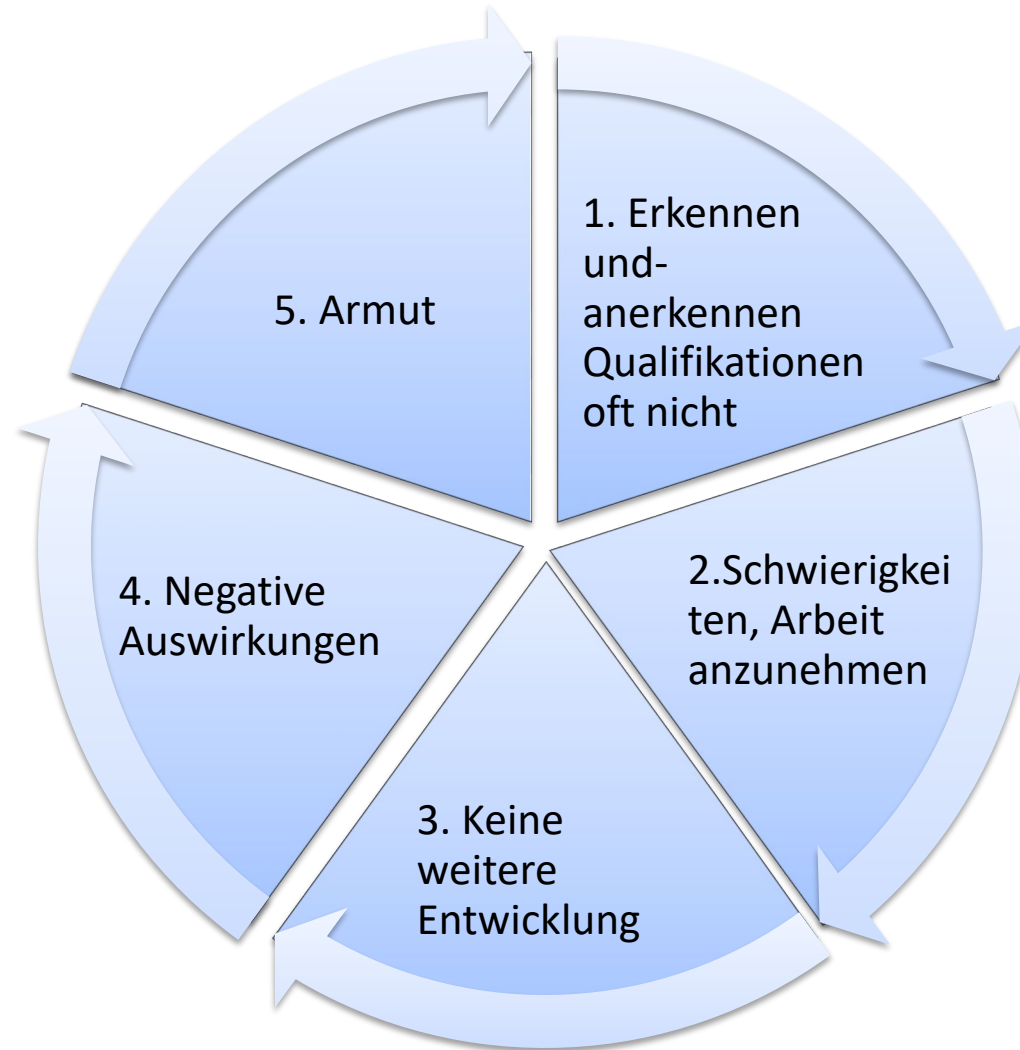 1. Erkennen
und-
anerkennen
Qualifikationen
oft nicht
2.Schwierigkei
ten, Arbeit
anzunehmen
3. Keine
weitere
Entwicklung
4. Negative
Auswirkungen
5. Armut